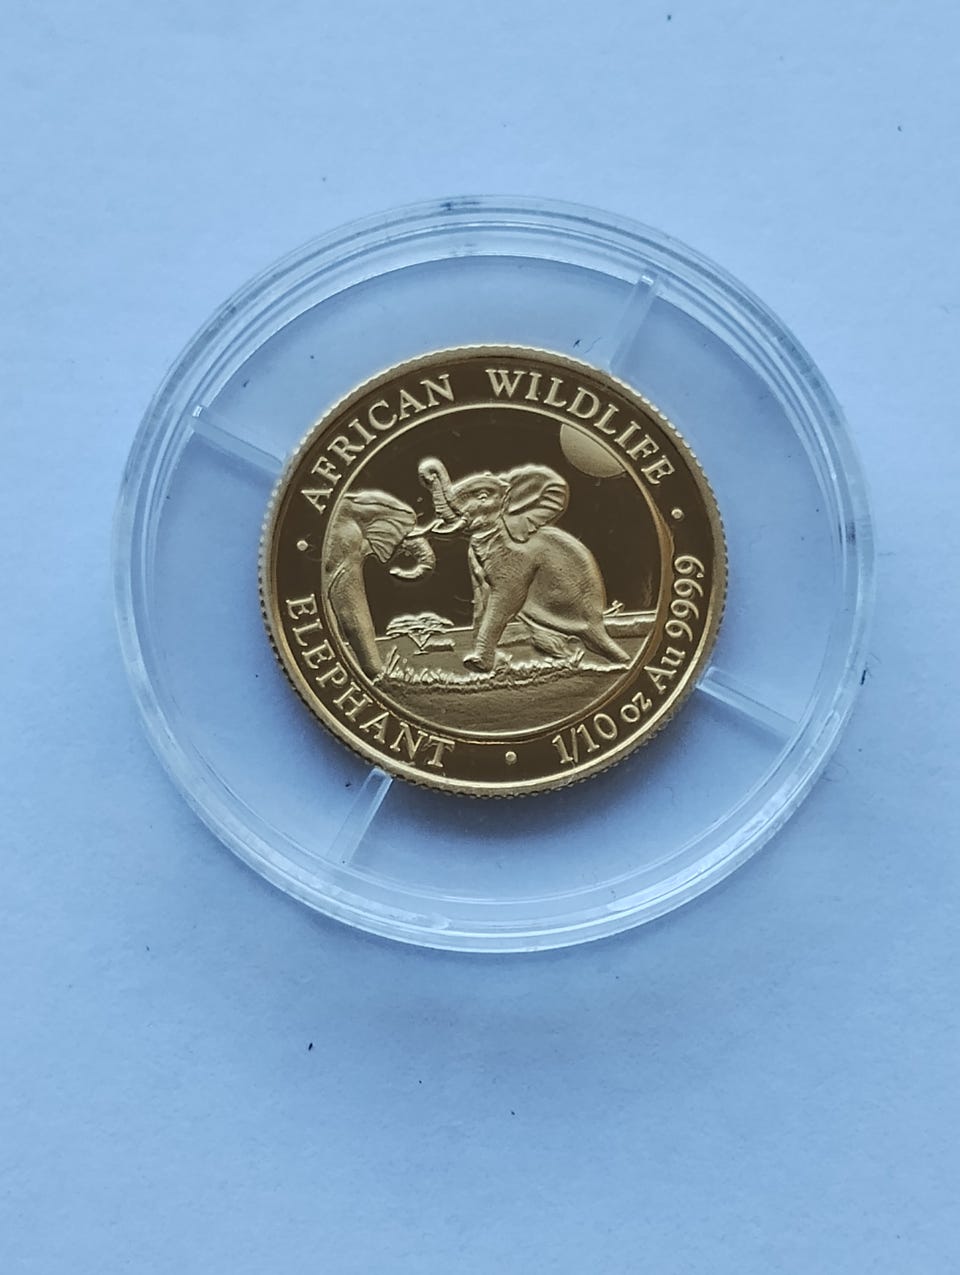 AFRICAN WILDLIFE
ELEPHANT
1/10 oz Au 9999